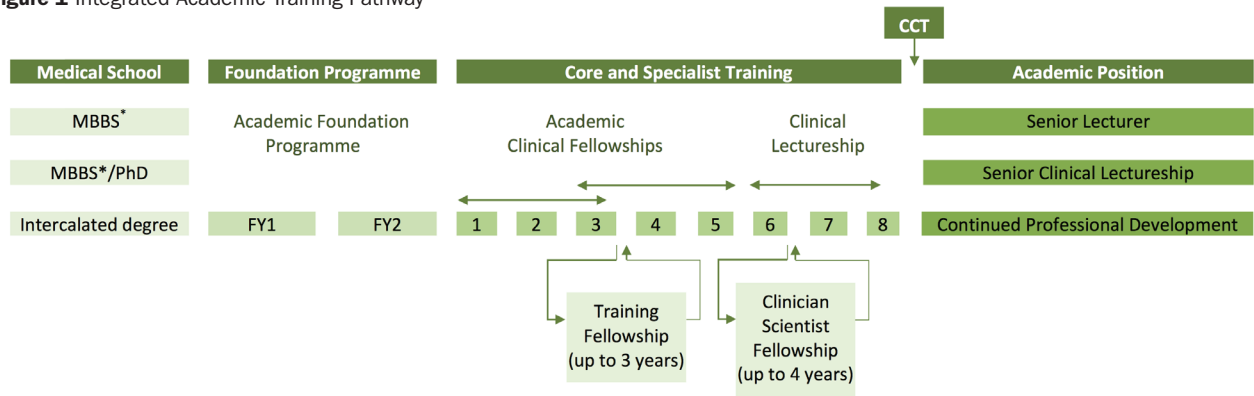 Figure 1 Integrated Academic Training Pathway
CCT
Medical School
Foundation Programme
Core and Specialist Training
Academic Position
MBBS*
Academic Foundation
Programme
Academic
Clinical Fellowships
Clinical
Lectureship
Senior Lecturer
MBBS*/PhD
Senior Clinical Lectureship
Intercalated degree
FY1
FY2
1
2
3
4
5
6
7
8
Continued Professional Development
Training
Fellowship
(up to 3 years)
Clinician
Scientist
Fellowship
(up to 4 years)